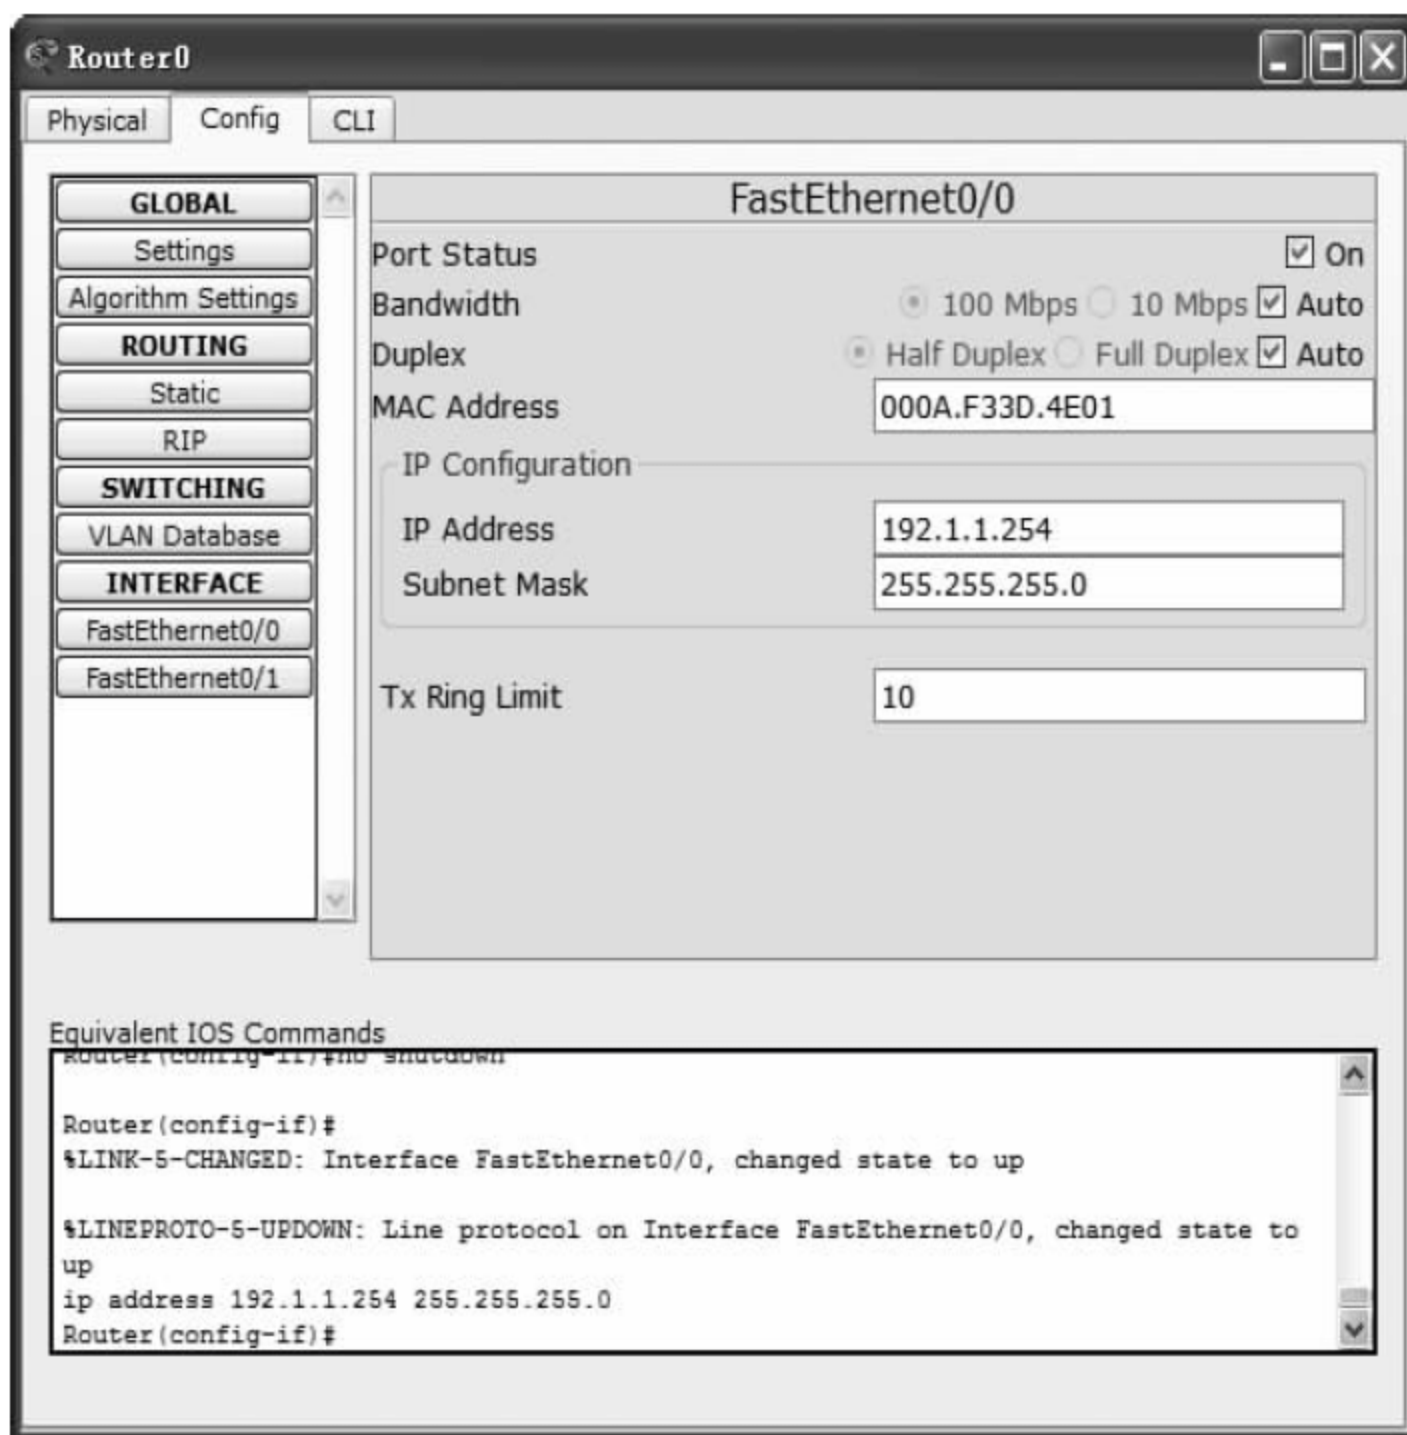 Router0
Physical Config CLI
GLOBAL
Settings
Algorithm Settings
ROUTING
Static
RIP
SWITCHING
VLAN Database
INTERFACE
FastEthernet0/0
FastEthernet0/1
FastEthernet0/0
Port Status On
Bandwidth 100 Mbps 10 Mbps Auto
Duplex Half Duplex Full Duplex Auto
MAC Address 000A.F33D.4E01
IP Configuration
IP Address 192.1.1.254
Subnet Mask 255.255.255.0
Tx Ring Limit 10
Equivalent IOS Commands
Router(config-if)#no shutdown
Router(config-if)#
%LINK-5-CHANGED: Interface FastEthernet0/0, changed state to up
%LINEPROTO-5-UPDOWN: Line protocol on Interface FastEthernet0/0, changed state to
up
ip address 192.1.1.254 255.255.255.0
Router(config-if)#